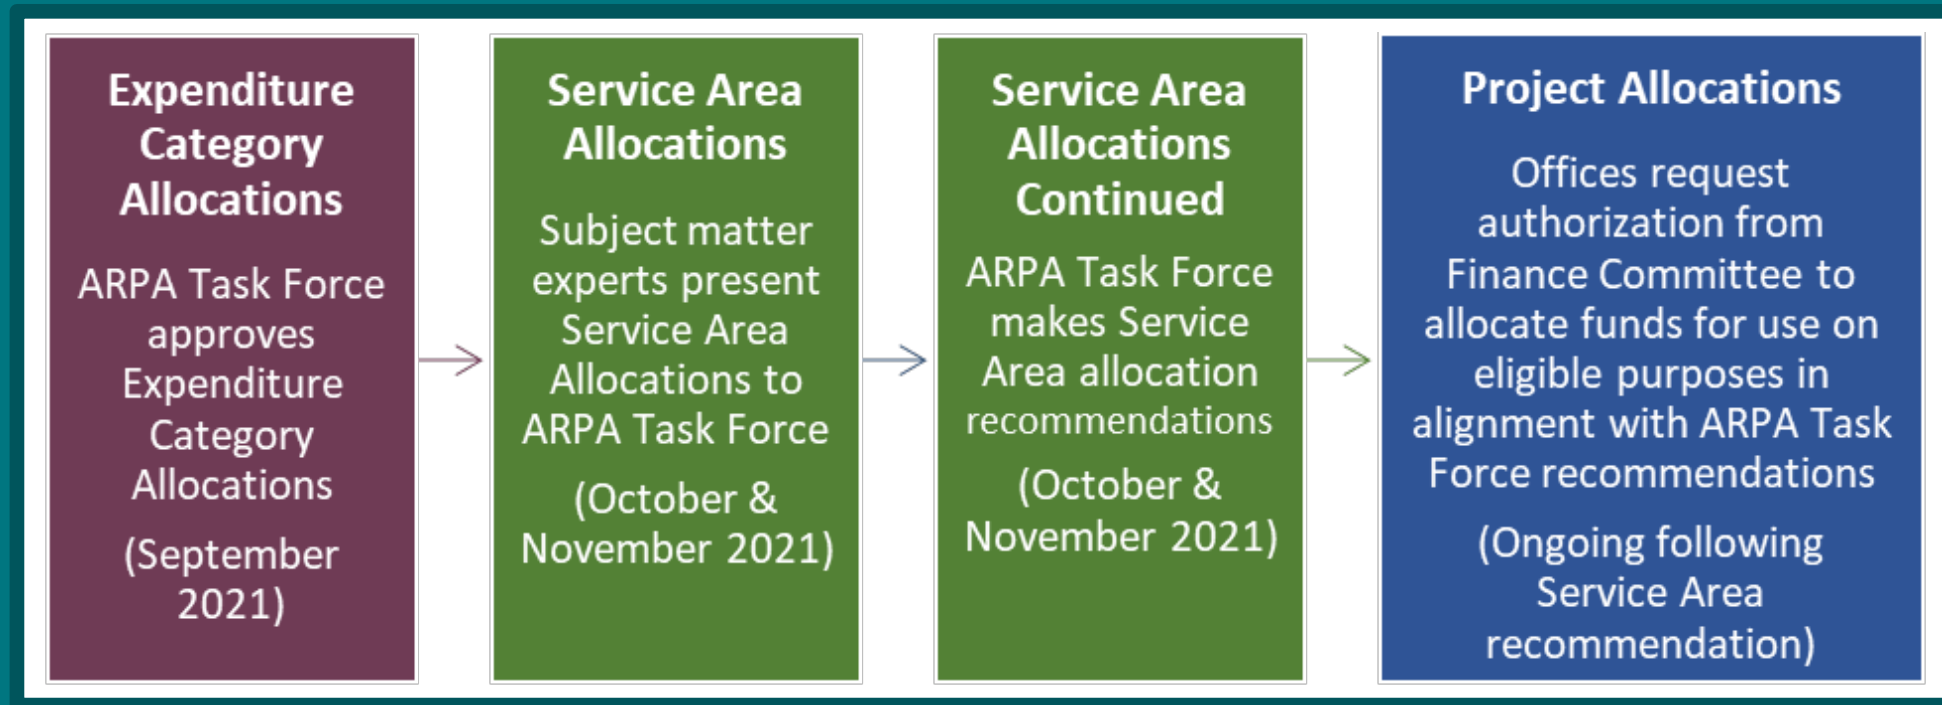 Expenditure
Category
Allocations
ARPA Task Force
approves
Expenditure
Category
Allocations
(September
2021)
Service Area
Allocations
Subject matter
experts present
Service Area
Allocations to
ARPA Task Force
(October &
November 2021)
Service Area
Allocations
Continued
ARPA Task Force
makes Service
Area allocation
recommendations
(October &
November 2021)
Project Allocations
Offices request
authorization from
Finance Committee to
allocate funds for use on
eligible purposes in
alignment with ARPA Task
Force recommendations
(Ongoing following
Service Area
recommendation)